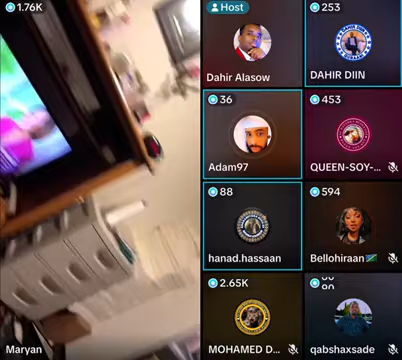 1.76K
Host
253
Dahir Alasow
DAHIR DIIN
36
453
Adam97
QUEEN-SOY-...
88
594
hanad.hassaan
Bellohiraan
2.65K
Maryan
MOHAMED D...
qabshaxsade